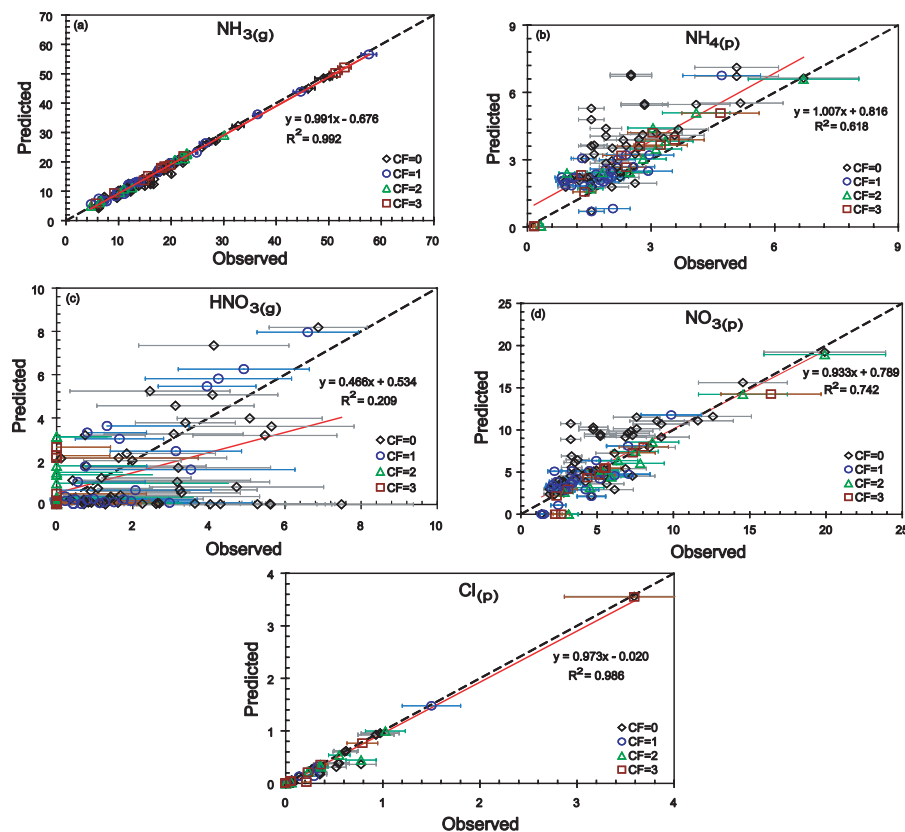 (a)
NH3(g)
70
60
50
40
30
20
10
0
Predicted
y = 0.991x - 0.676
R2 = 0.992
CF=0
CF=1
CF=2
CF=3
0 10 20 30 40 50 60 70
Observed
(b)
NH4(p)
9
6
3
0
Predicted
y = 1.007x + 0.816
R2 = 0.618
CF=0
CF=1
CF=2
CF=3
0 3 6 9
Observed
(c)
HNO3(g)
10
8
6
4
2
0
Predicted
y = 0.466x + 0.534
R2 = 0.209
CF=0
CF=1
CF=2
CF=3
0 2 4 6 8 10
Observed
(d)
NO3(p)
25
20
15
10
5
0
Predicted
y = 0.933x + 0.789
R2 = 0.742
CF=0
CF=1
CF=2
CF=3
0 5 10 15 20 25
Observed
Cl(p)
4
3
2
1
0
Predicted
y = 0.973x - 0.020
R2 = 0.986
CF=0
CF=1
CF=2
CF=3
0 1 2 3 4
Observed